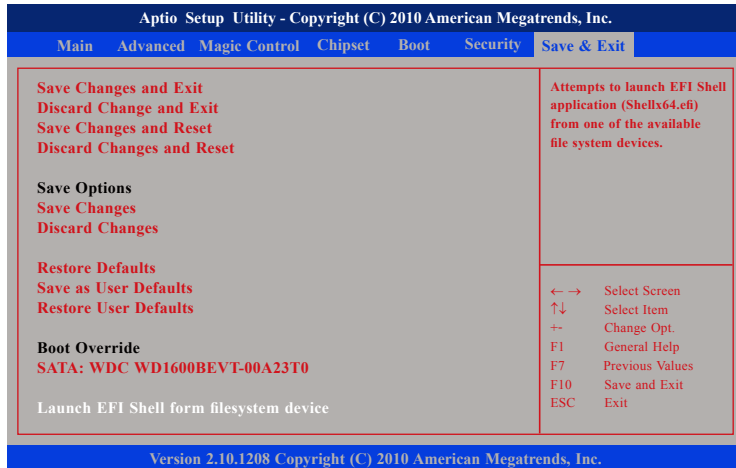 Aptio Setup Utility - Copyright (C) 2010 American Megatrends, Inc.
Main Advanced Magic Control Chipset Boot Security Save & Exit
Save Changes and Exit
Discard Change and Exit
Save Changes and Reset
Discard Changes and Reset
Save Options
Save Changes
Discard Changes
Restore Defaults
Save as User Defaults
Restore User Defaults
Boot Override
SATA: WDC WD1600BEVT-00A23T0
Launch EFI Shell form filesystem device
Attempts to launch EFI Shell
application (Shellx64.efi)
from one of the available
file system devices.
←→ Select Screen
↑↓ Select Item
+- Change Opt.
F1 General Help
F7 Previous Values
F10 Save and Exit
ESC Exit
Version 2.10.1208 Copyright (C) 2010 American Megatrends, Inc.